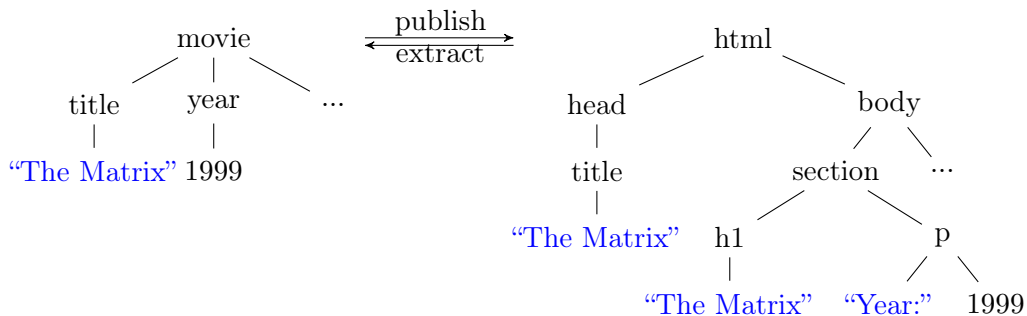 publish
extract
movie
html
title year ...
head body
“The Matrix” 1999
title section ...
“The Matrix” h1 p
“The Matrix” “Year:” 1999